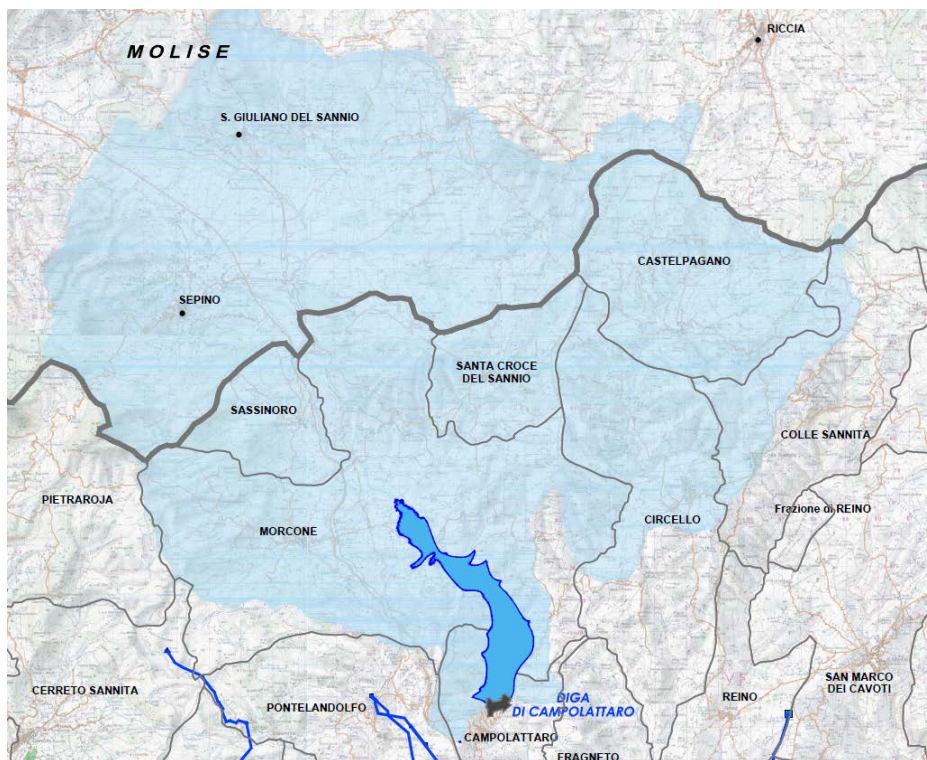 RICCIA
MOLISE
S. GIULIANO DEL SANNIO
CASTELPAGANO
SEPINO
SANTA CROCE
DEL SANNIO
SASSINORO
COLLE SANNITA
PIETRAROJA
Frazione di REINO
MORCONE
CIRCELLO
SAN MARCO
DEI CAVOTI
CERRETO SANNITA
REINO
DIGA
DI CAMPOLATTARO
PONTELANDOLFO
CAMPOLATTARO
FRAGNETO